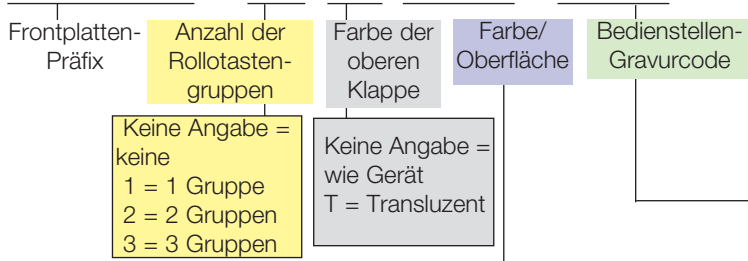 Frontplatten-
Präfix
Anzahl der
Rollotasten-
gruppen
Farbe der
oberen
Klappe
Farbe/
Oberfläche
Bedienstellen-
Gravurcode
Keine Angabe =
keine
1 = 1 Gruppe
2 = 2 Gruppen
3 = 3 Gruppen
Keine Angabe =
wie Gerät
T = Transluzent